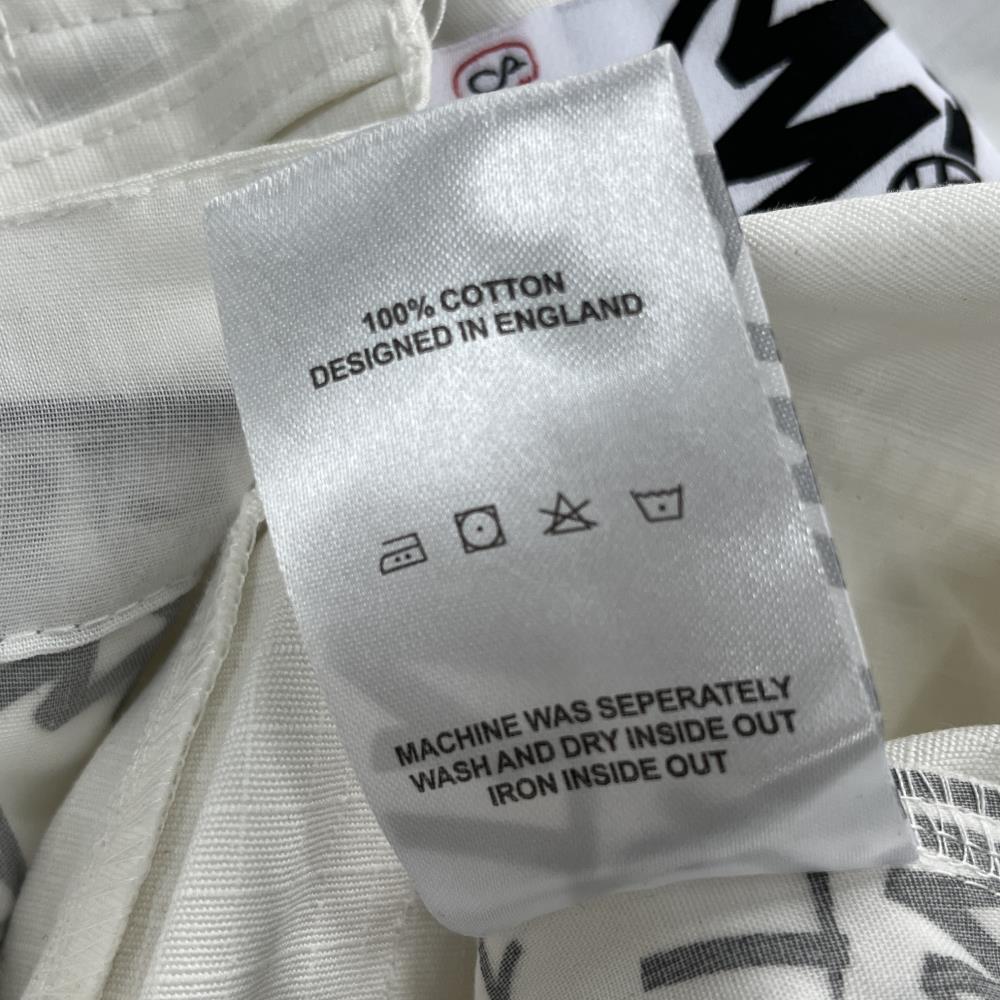 100% COTTON
DESIGNED IN ENGLAND
MACHINE WAS SEPERATELY
WASH AND DRY INSIDE OUT
IRON INSIDE OUT